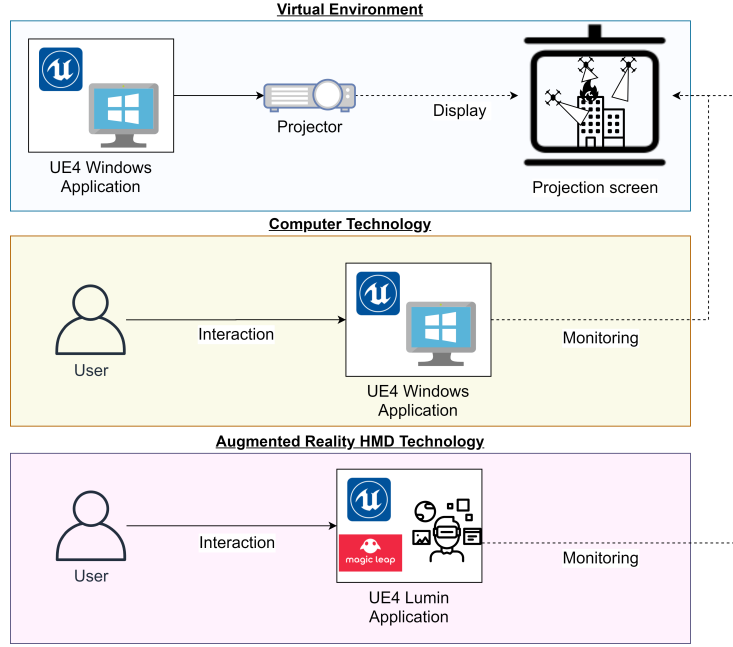 Virtual Environment
UE4 Windows
Application
Projector
Display
Projection screen
Computer Technology
User
Interaction
UE4 Windows
Application
Monitoring
Augmented Reality HMD Technology
User
Interaction
magic leap
UE4 Lumin
Application
Monitoring